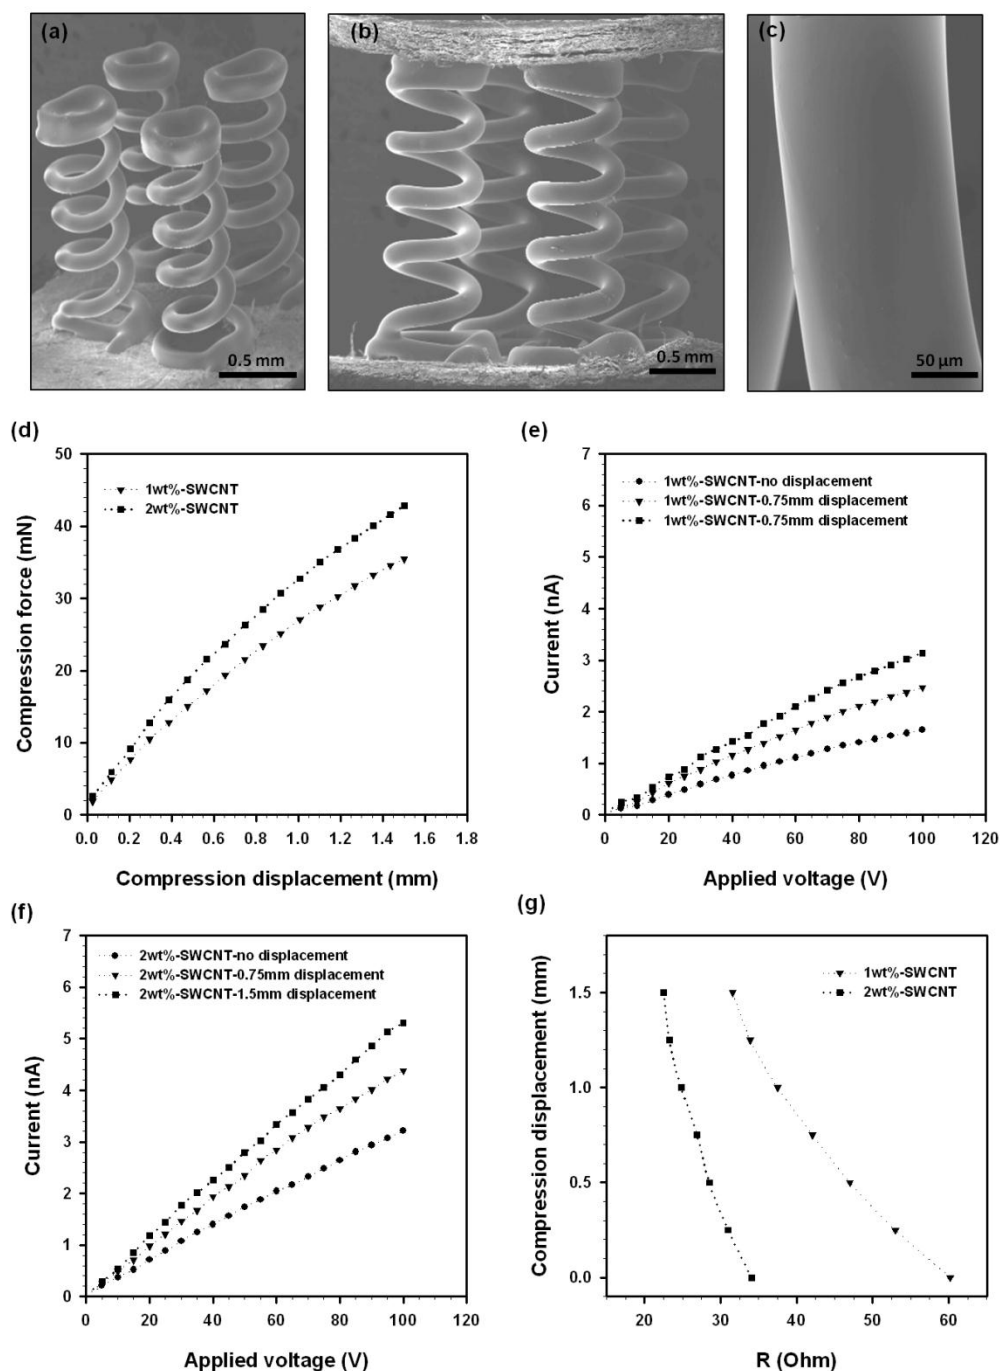 (a)
(b)
(c)
0.5 mm
0.5 mm
50 µm
(d)
50
40
30
20
10
0
Compression force (mN)
1wt%-SWCNT
2wt%-SWCNT
0.0 0.2 0.4 0.6 0.8 1.0 1.2 1.4 1.6 1.8
Compression displacement (mm)
(e)
7
6
5
4
3
2
1
0
Current (nA)
1wt%-SWCNT-no displacement
1wt%-SWCNT-0.75mm displacement
1wt%-SWCNT-0.75mm displacement
0 20 40 60 80 100 120
Applied voltage (V)
(f)
7
6
5
4
3
2
1
0
Current (nA)
2wt%-SWCNT-no displacement
2wt%-SWCNT-0.75mm displacement
2wt%-SWCNT-1.5mm displacement
0 20 40 60 80 100 120
Applied voltage (V)
(g)
1.5
1.0
0.5
0.0
Compression displacement (mm)
1wt%-SWCNT
2wt%-SWCNT
20 30 40 50 60
R (Ohm)